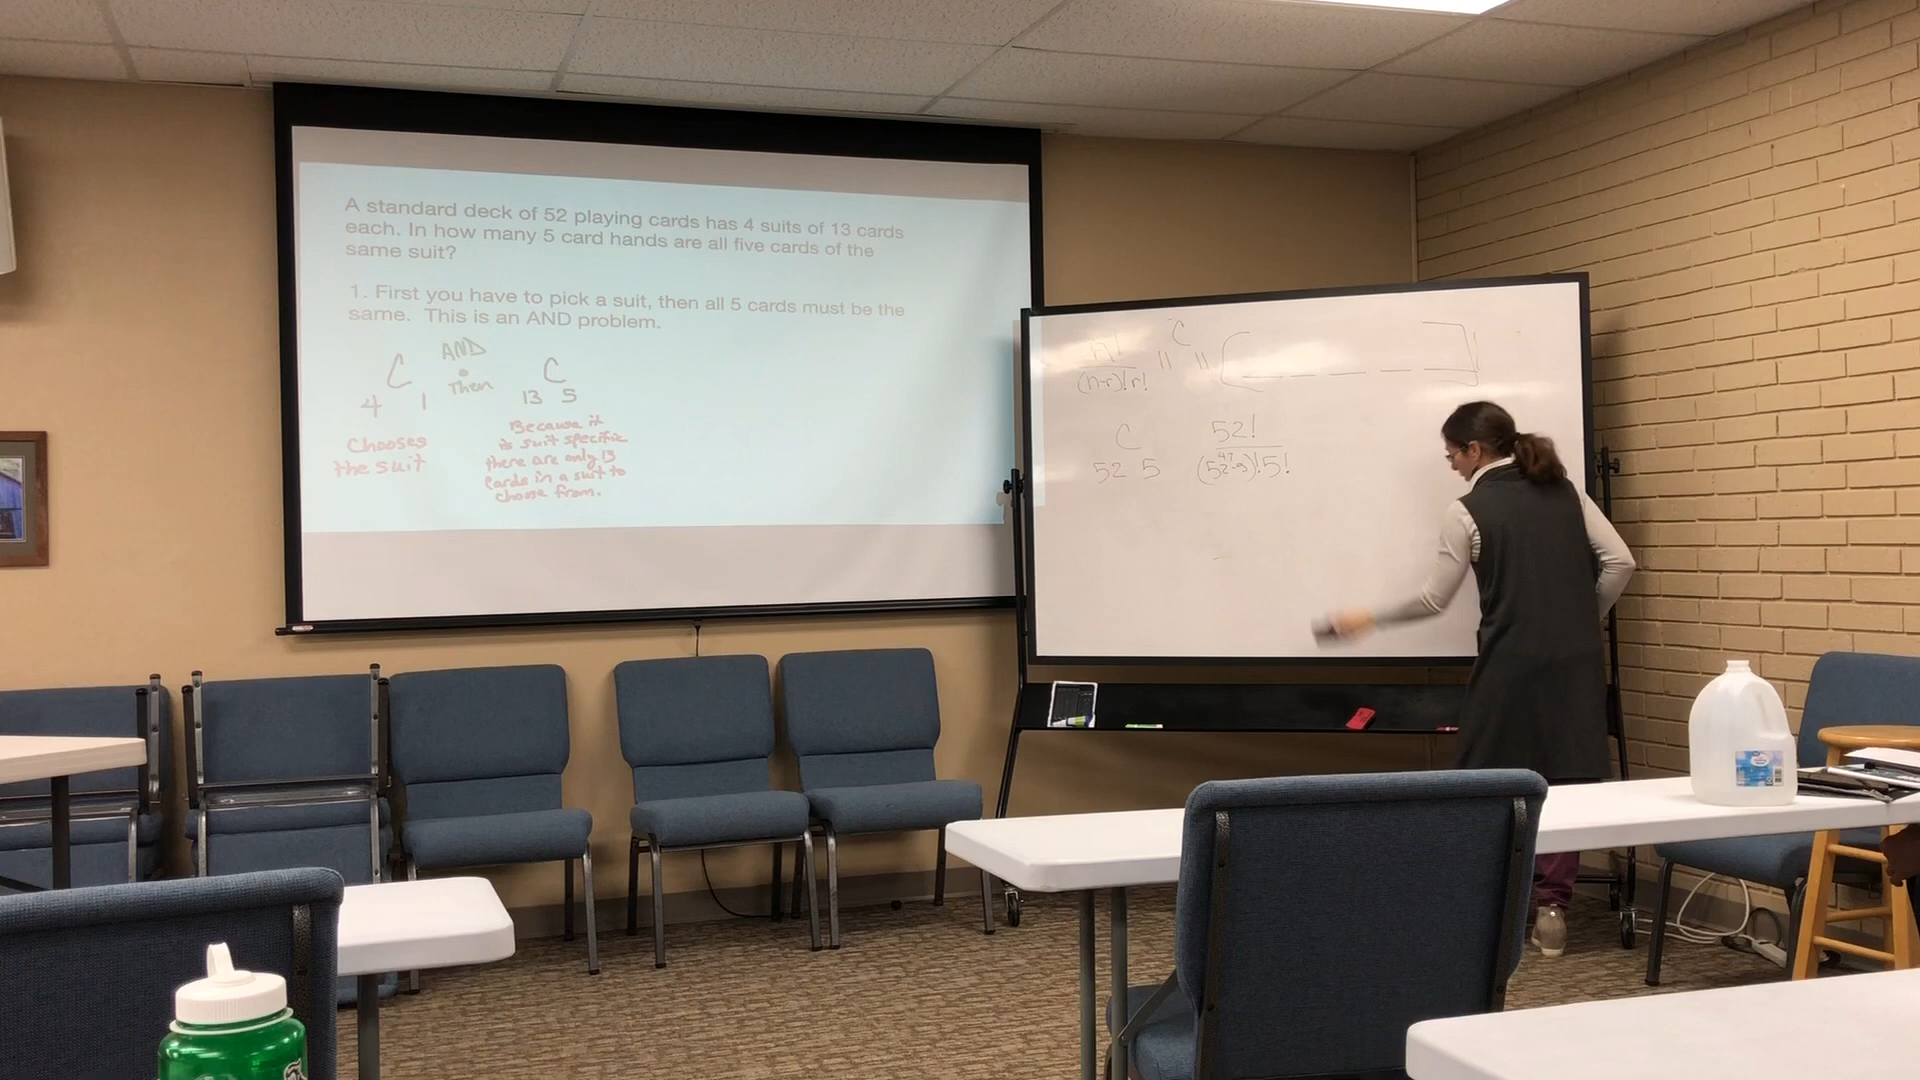 A standard deck of 52 playing cards has 4 suits of 13 cards
each. In how many 5 card hands are all five cards of the
same suit?
1. First you have to pick a suit, then all 5 cards must be the
same. This is an AND problem.
C AND C
4 1 Then 13 5
Chooses
the suit
Because it
is suit specific
there are only 13
Cards in a suit to
choose from.
n!
(n-r)!r!
" C "
C 52!
52 5 (52-5)!5!
47